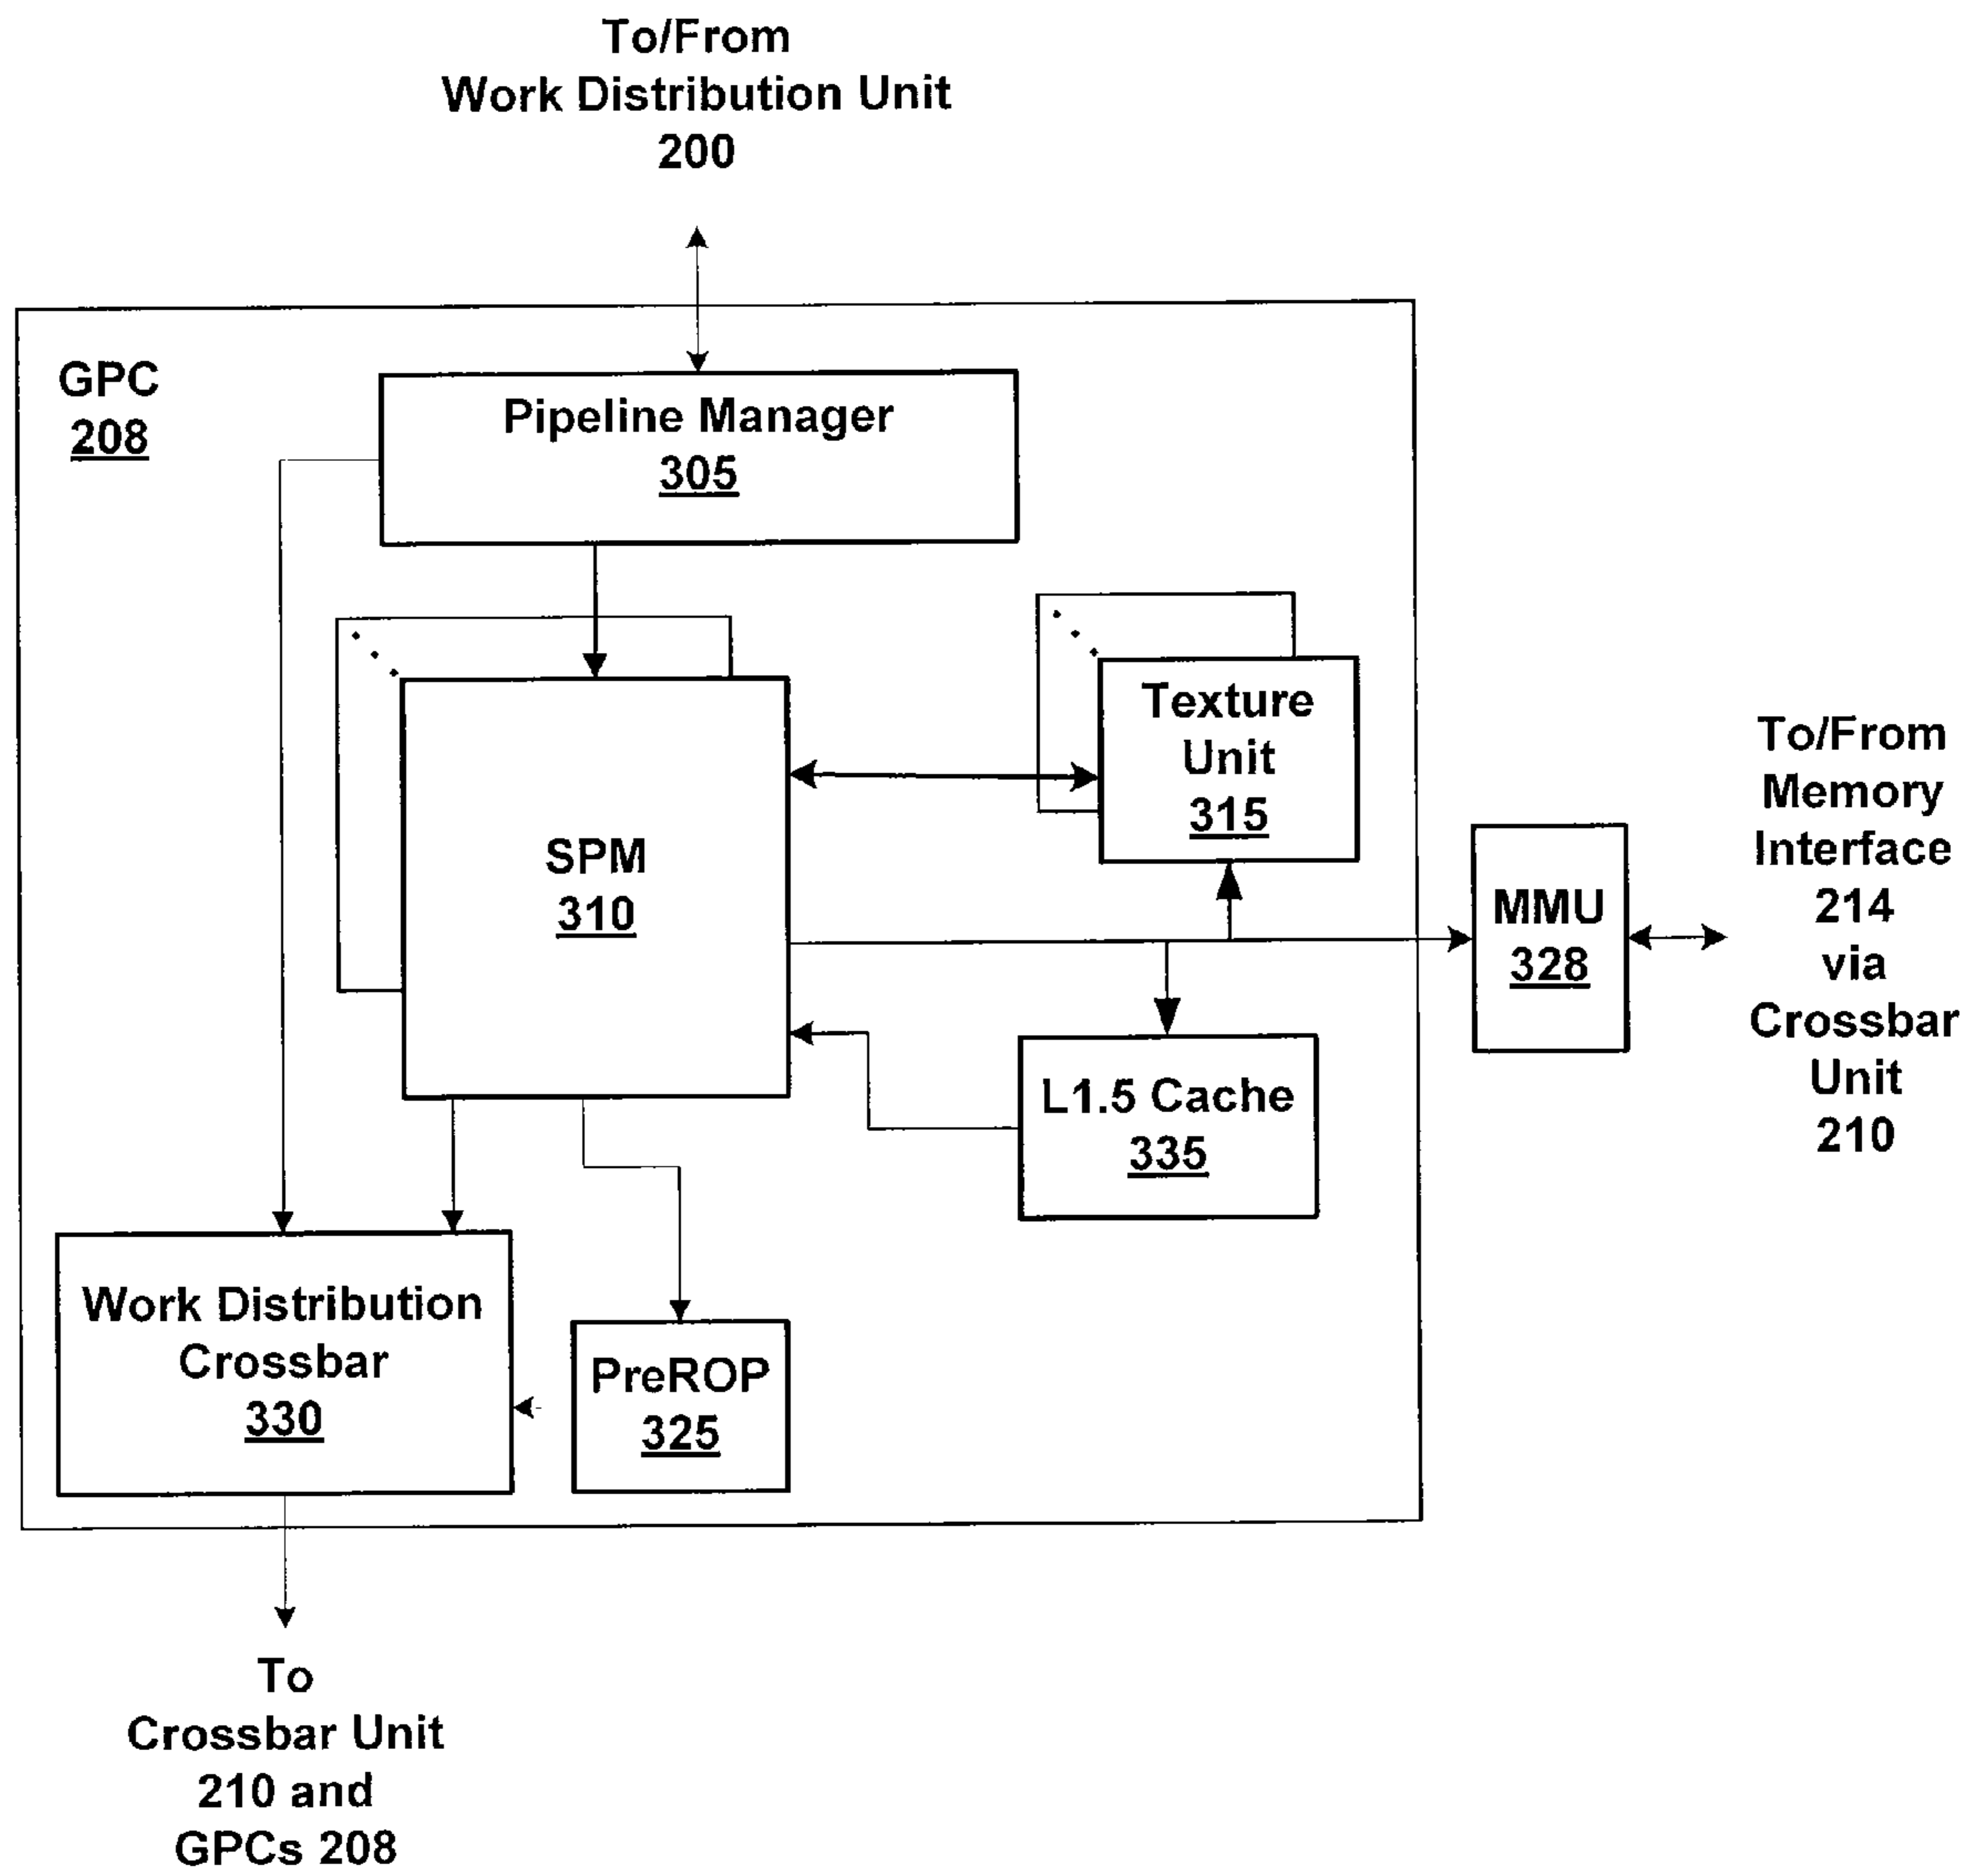 To/From
Work Distribution Unit
200
GPC
208
Pipeline Manager
305
Texture
Unit
315
SPM
310
To/From
Memory
Interface
214
via
Crossbar
Unit
210
MMU
328
L1.5 Cache
335
Work Distribution
Crossbar
330
PreROP
325
To
Crossbar Unit
210 and
GPCs 208